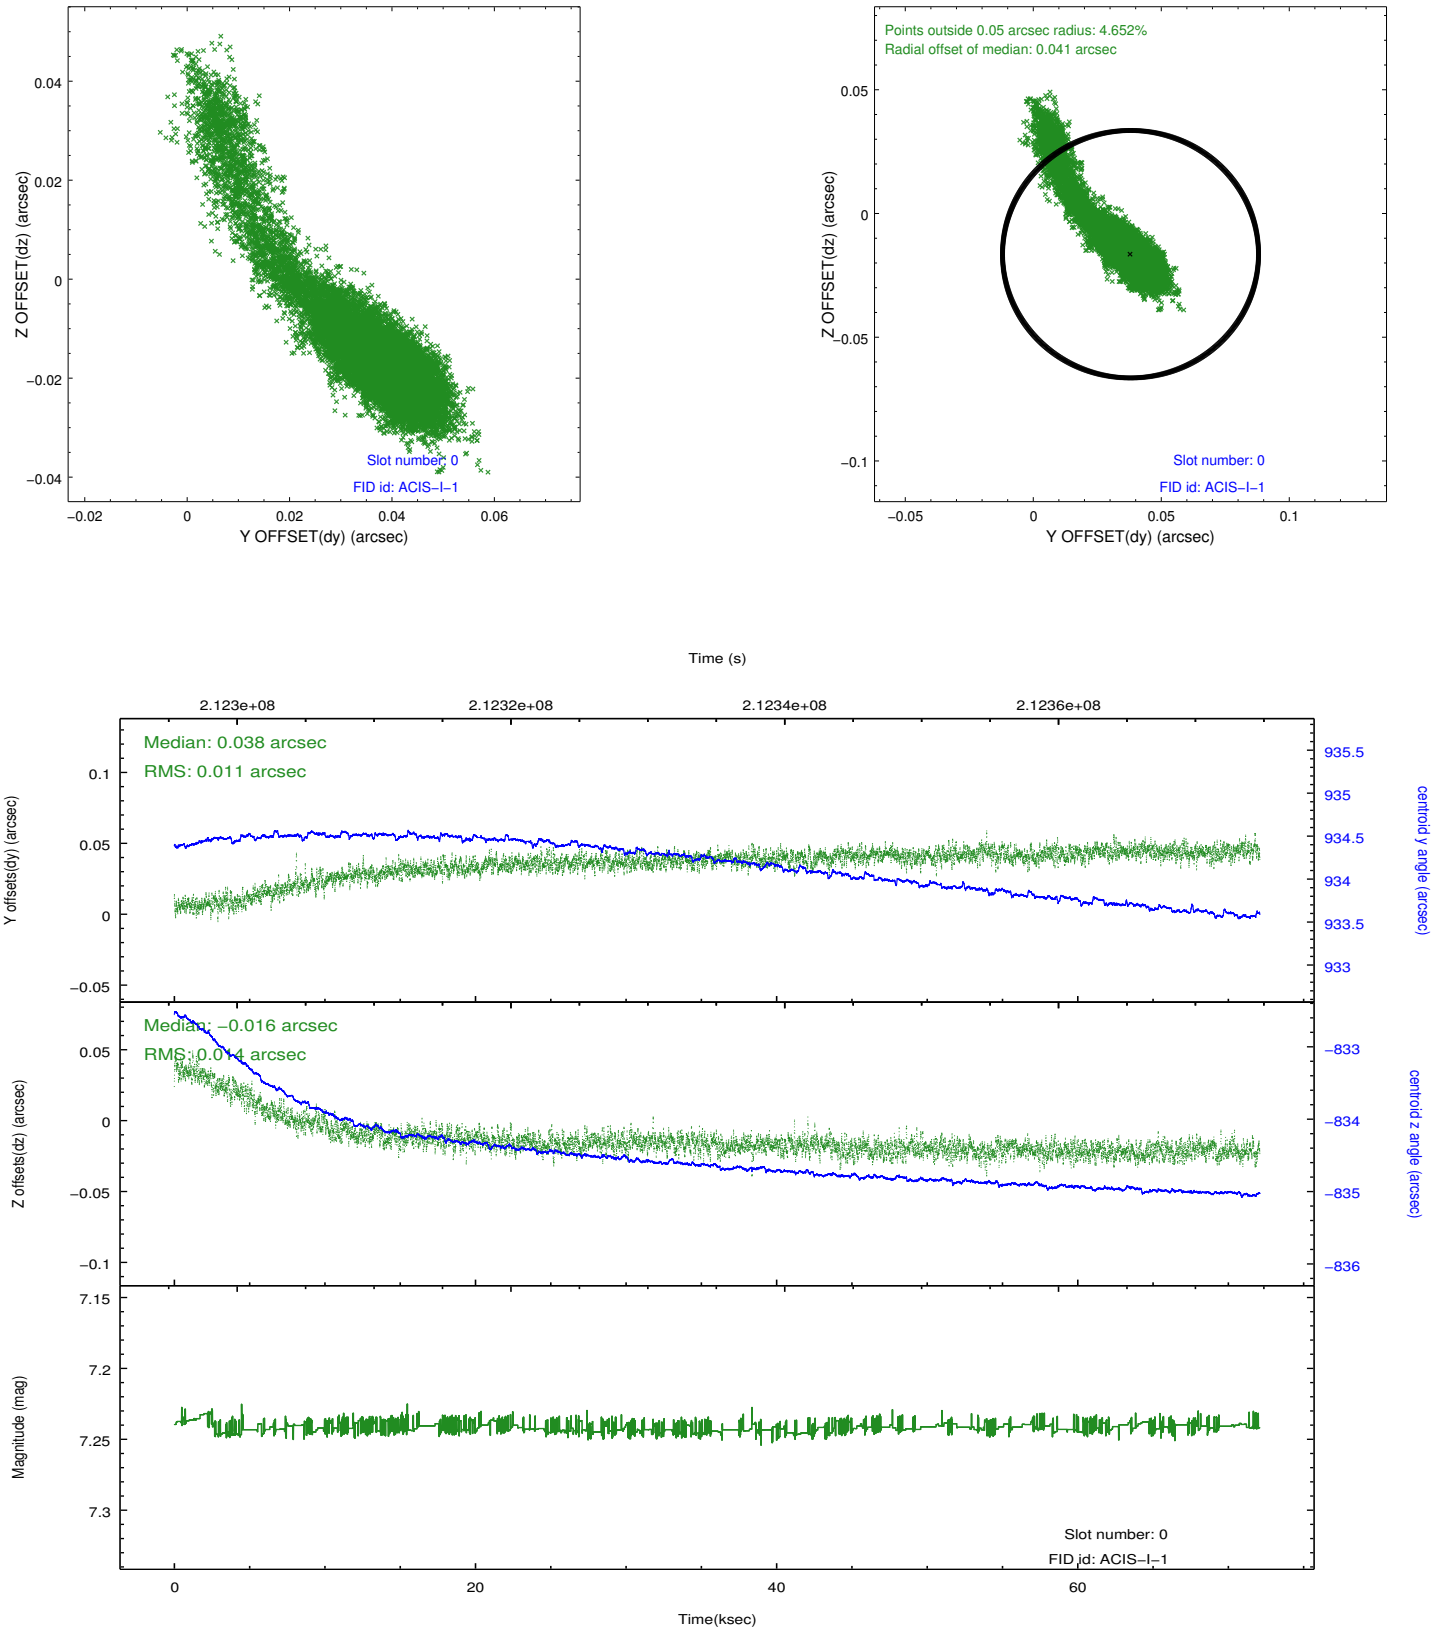 0.04
0.02
0
−0.02
−0.04
Z OFFSET(dz) (arcsec)
Slot number: 0
FID id: ACIS−I−1
−0.02 0 0.02 0.04 0.06
Y OFFSET(dy) (arcsec)
Points outside 0.05 arcsec radius: 4.652%
Radial offset of median: 0.041 arcsec
0.05
0
−0.05
−0.1
Z OFFSET(dz) (arcsec)
Slot number: 0
FID id: ACIS−I−1
−0.05 0 0.05 0.1
Y OFFSET(dy) (arcsec)
Time (s)
2.123e+08 2.1232e+08 2.1234e+08 2.1236e+08
Median: 0.038 arcsec
RMS: 0.011 arcsec
0.1
0.05
0
−0.05
Y offsets(dy) (arcsec)
935.5
935
934.5
934
933.5
933
centroid y angle (arcsec)
Median: −0.016 arcsec
RMS: 0.014 arcsec
0.05
0
−0.05
−0.1
Z offsets(dz) (arcsec)
−833
−834
−835
−836
centroid z angle (arcsec)
7.15
7.2
7.25
7.3
Magnitude (mag)
Slot number: 0
FID id: ACIS−I−1
0 20 40 60
Time(ksec)